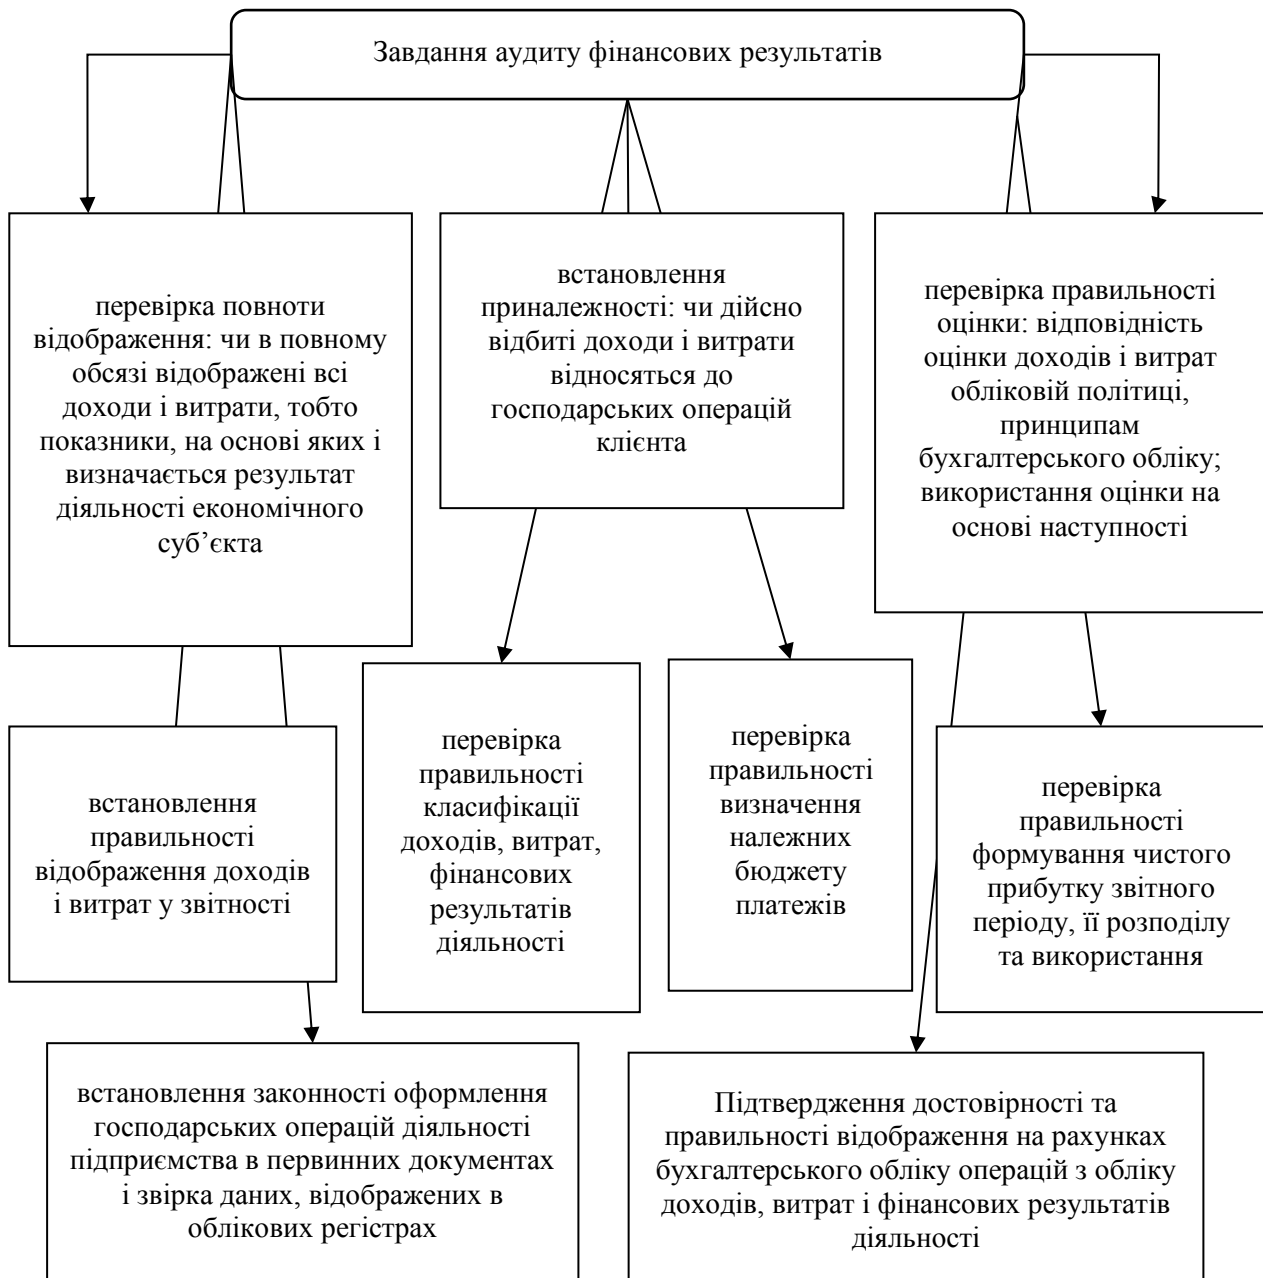 Завдання аудиту фінансових результатів
перевірка повноти
відображення: чи в повному
обсязі відображені всі
доходи і витрати, тобто
показники, на основі яких і
визначається результат
діяльності економічного
суб’єкта
встановлення
приналежності: чи дійсно
відбиті доходи і витрати
відносяться до
господарських операцій
клієнта
перевірка правильності
оцінки: відповідність
оцінки доходів і витрат
обліковій політиці,
принципам
бухгалтерського обліку;
використання оцінки на
основі наступності
встановлення
правильності
відображення доходів
і витрат у звітності
перевірка
правильності
класифікації
доходів, витрат,
фінансових
результатів
діяльності
перевірка
правильності
визначення
належних
бюджету
платежів
перевірка
правильності
формування чистого
прибутку звітного
періоду, її розподілу
та використання
встановлення законності оформлення
господарських операцій діяльності
підприємства в первинних документах
і звірка даних, відображених в
облікових регістрах
Підтвердження достовірності та
правильності відображення на рахунках
бухгалтерського обліку операцій з обліку
доходів, витрат і фінансових результатів
діяльності